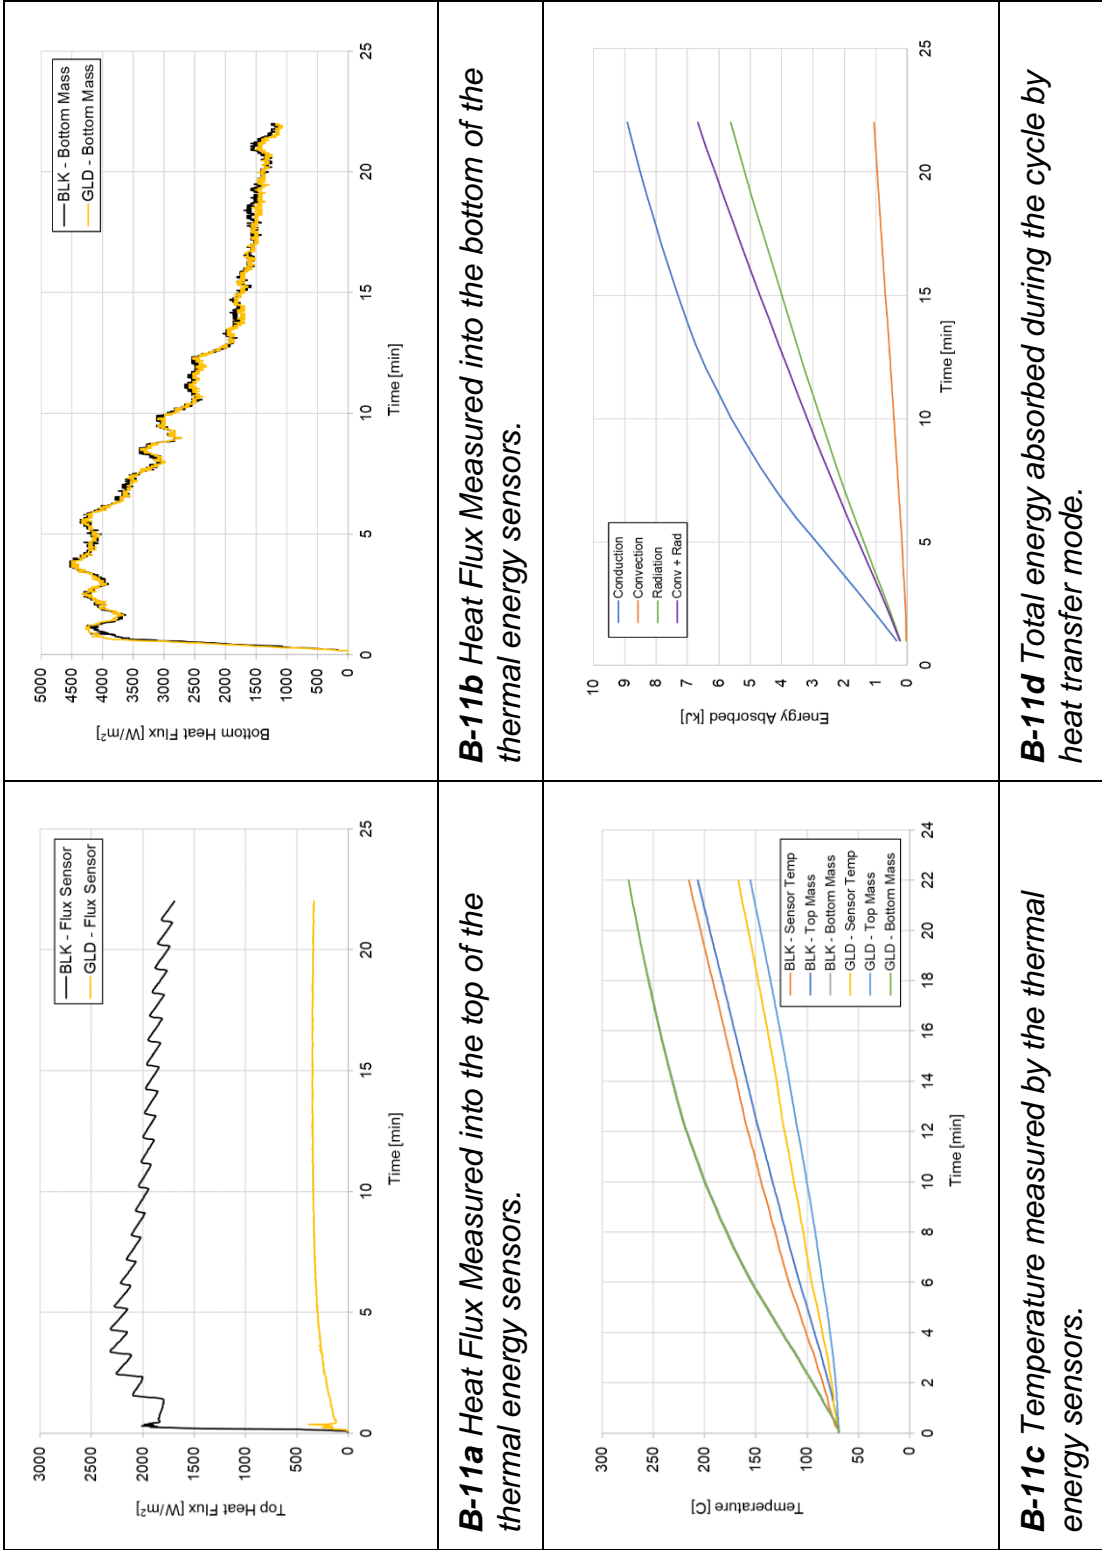 3000
2500
2000
1500
1000
500
0
Top Heat Flux [W/m²]
0
5
10
15
20
25
Time [min]
BLK - Flux Sensor
GLD - Flux Sensor
B-11a Heat Flux Measured into the top of the
thermal energy sensors.
5000
4500
4000
3500
3000
2500
2000
1500
1000
500
0
Bottom Heat Flux [W/m²]
0
5
10
15
20
25
Time [min]
BLK - Bottom Mass
GLD - Bottom Mass
B-11b Heat Flux Measured into the bottom of the
thermal energy sensors.
300
250
200
150
100
50
0
Temperature [C]
0
2
4
6
8
10
12
14
16
18
20
22
24
Time [min]
BLK - Sensor Temp
BLK - Top Mass
BLK - Bottom Mass
GLD - Sensor Temp
GLD - Top Mass
GLD - Bottom Mass
B-11c Temperature measured by the thermal
energy sensors.
10
9
8
7
6
5
4
3
2
1
0
Energy Absorbed [kJ]
0
5
10
15
20
25
Time [min]
Conduction
Convection
Radiation
Conv + Rad
B-11d Total energy absorbed during the cycle by
heat transfer mode.